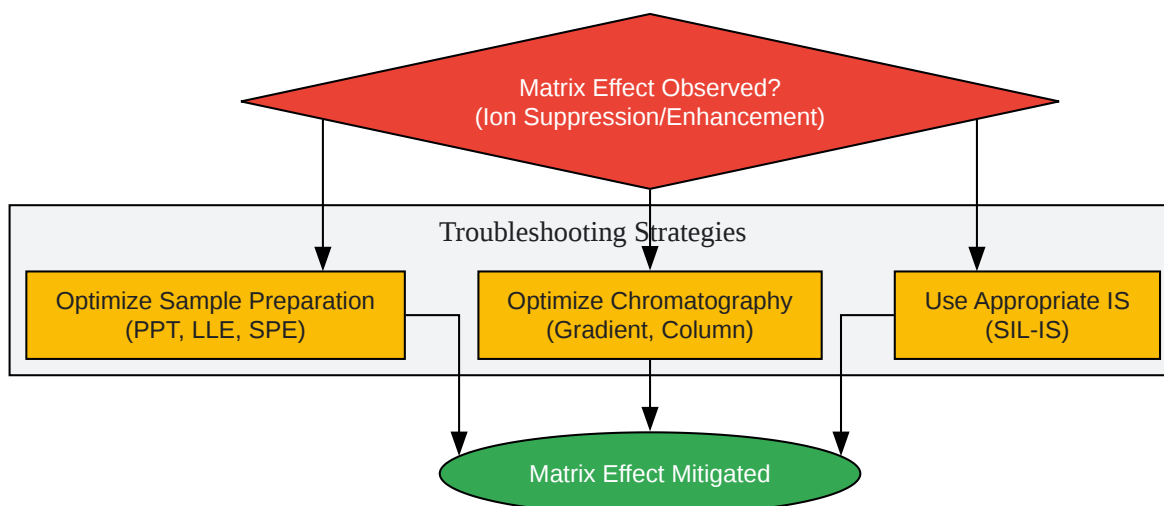 Matrix Effect Observed?
(Ion Suppression/Enhancement)
Troubleshooting Strategies
Optimize Sample Preparation
(PPT, LLE, SPE)
Optimize Chromatography
(Gradient, Column)
Use Appropriate IS
(SIL-IS)
Matrix Effect Mitigated